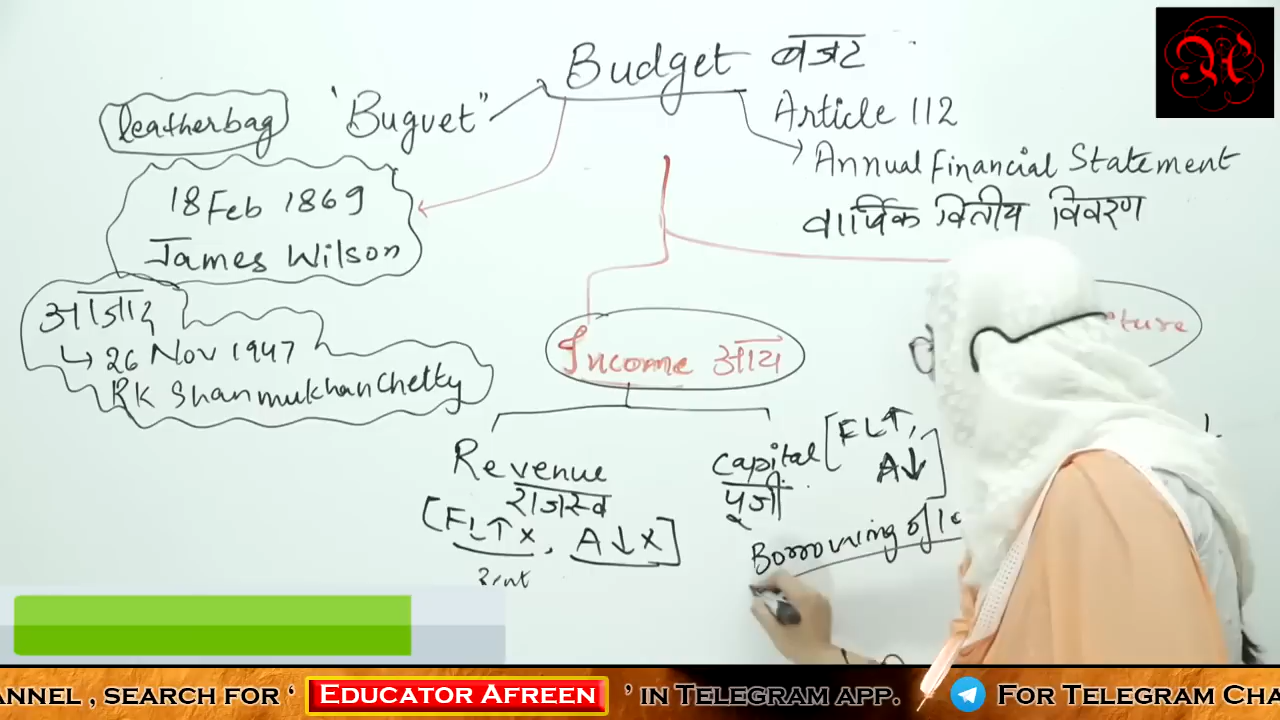 Budget बजट
Article 112
Annual Financial Statement
वार्षिक वित्तीय विवरण
'Buguet"
leatherbag
18 Feb 1869
James Wilson
आजाद
↳ 26 Nov 1947
RK Shanmukhan Chetty
Income आय
eture
Revenue
राजस्व
[FL↑ x, A↓ x]
Capital [FL↑,
A↓]
पूंजी
Borrowing of
annel , search for ‘ Educator Afreen ’ in Telegram app. For Telegram Cha